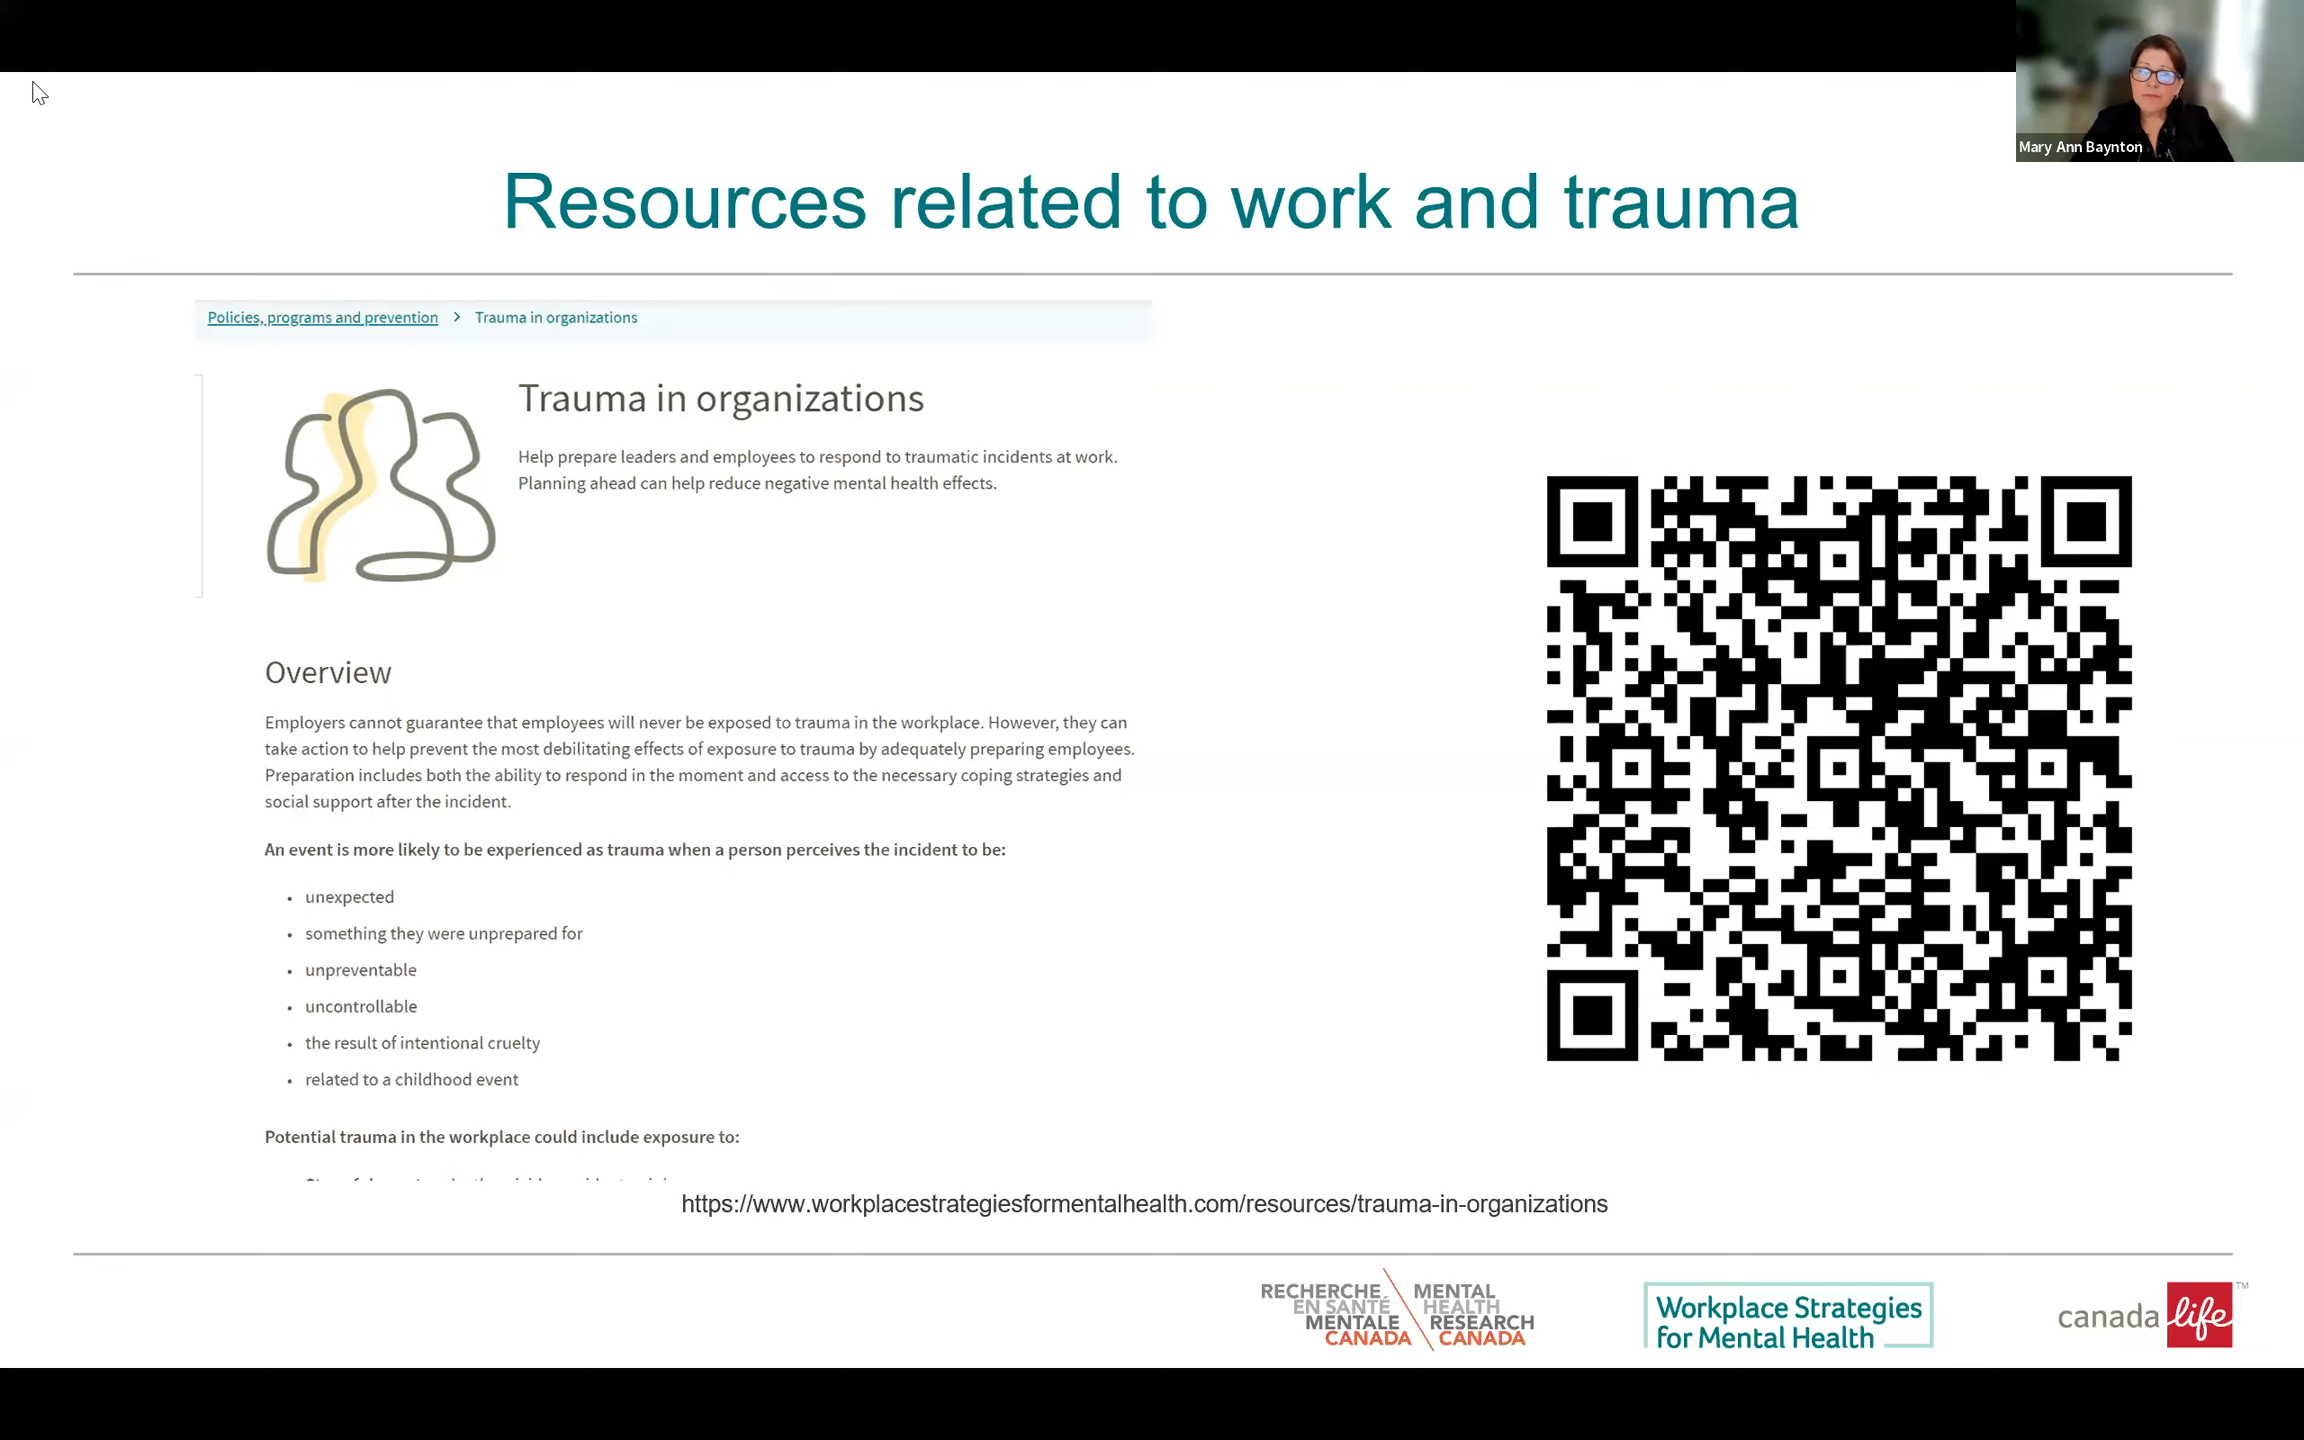 Mary Ann Baynton
Resources related to work and trauma
Policies, programs and prevention > Trauma in organizations
Trauma in organizations
Help prepare leaders and employees to respond to traumatic incidents at work.
Planning ahead can help reduce negative mental health effects.
Overview
Employers cannot guarantee that employees will never be exposed to trauma in the workplace. However, they can
take action to help prevent the most debilitating effects of exposure to trauma by adequately preparing employees.
Preparation includes both the ability to respond in the moment and access to the necessary coping strategies and
social support after the incident.
An event is more likely to be experienced as trauma when a person perceives the incident to be:
• unexpected
• something they were unprepared for
• unpreventable
• uncontrollable
• the result of intentional cruelty
• related to a childhood event
Potential trauma in the workplace could include exposure to:
https://www.workplacestrategiesformentalhealth.com/resources/trauma-in-organizations
RECHERCHE
EN SANTÉ
MENTALE
CANADA
MENTAL
HEALTH
RESEARCH
CANADA
Workplace Strategies
for Mental Health
canada life™